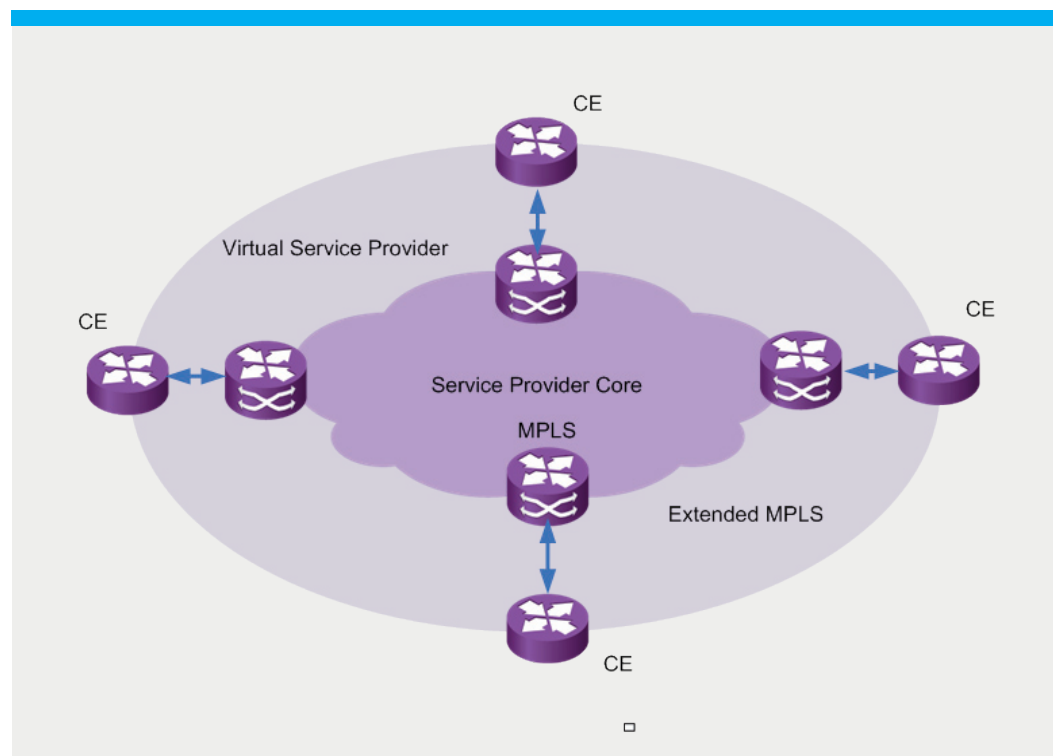 CE
Virtual Service Provider
CE
CE
Service Provider Core
MPLS
Extended MPLS
CE